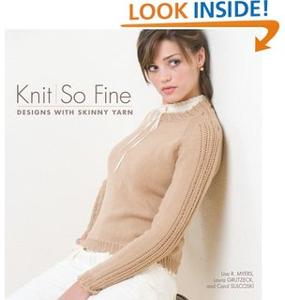 LOOK INSIDE!
Knit So Fine
DESIGNS WITH SKINNY YARN
Lisa R. MYERS,
Laura GRUTZECK,
and Carol SULCOSKI